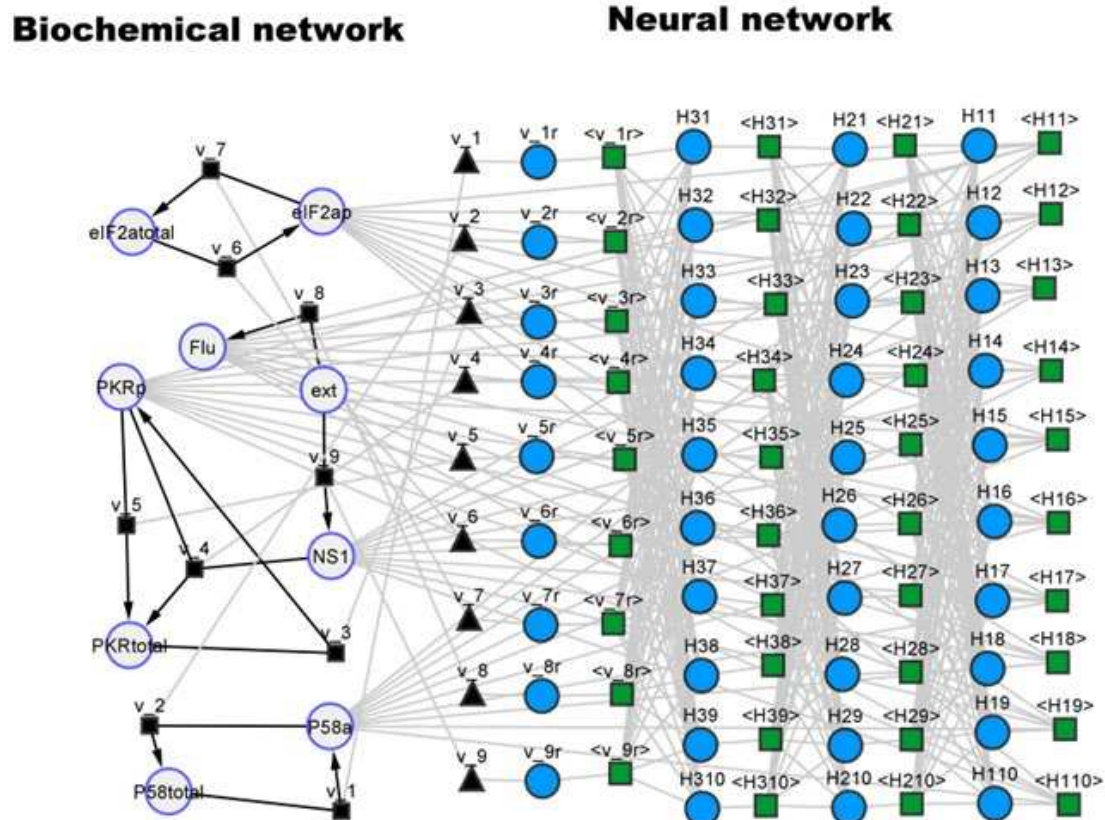 Biochemical network
Neural network
v_7
eIF2ap
eIF2atotal
v_6
v_8
Flu
PKRp
ext
v_9
v_5
v_4
NS1
PKRtotal
v_3
v_2
P58a
P58total
v_1
v_1 v_1r <v_1r> H31 <H31> H21 <H21> H11 <H11>
v_2 v_2r <v_2r> H32 <H32> H22 <H22> H12 <H12>
v_3 v_3r <v_3r> H33 <H33> H23 <H23> H13 <H13>
v_4 v_4r <v_4r> H34 <H34> H24 <H24> H14 <H14>
v_5 v_5r <v_5r> H35 <H35> H25 <H25> H15 <H15>
v_6 v_6r <v_6r> H36 <H36> H26 <H26> H16 <H16>
v_7 v_7r <v_7r> H37 <H37> H27 <H27> H17 <H17>
v_8 v_8r <v_8r> H38 <H38> H28 <H28> H18 <H18>
v_9 v_9r <v_9r> H39 <H39> H29 <H29> H19 <H19>
H310 <H310> H210 <H210> H110 <H110>